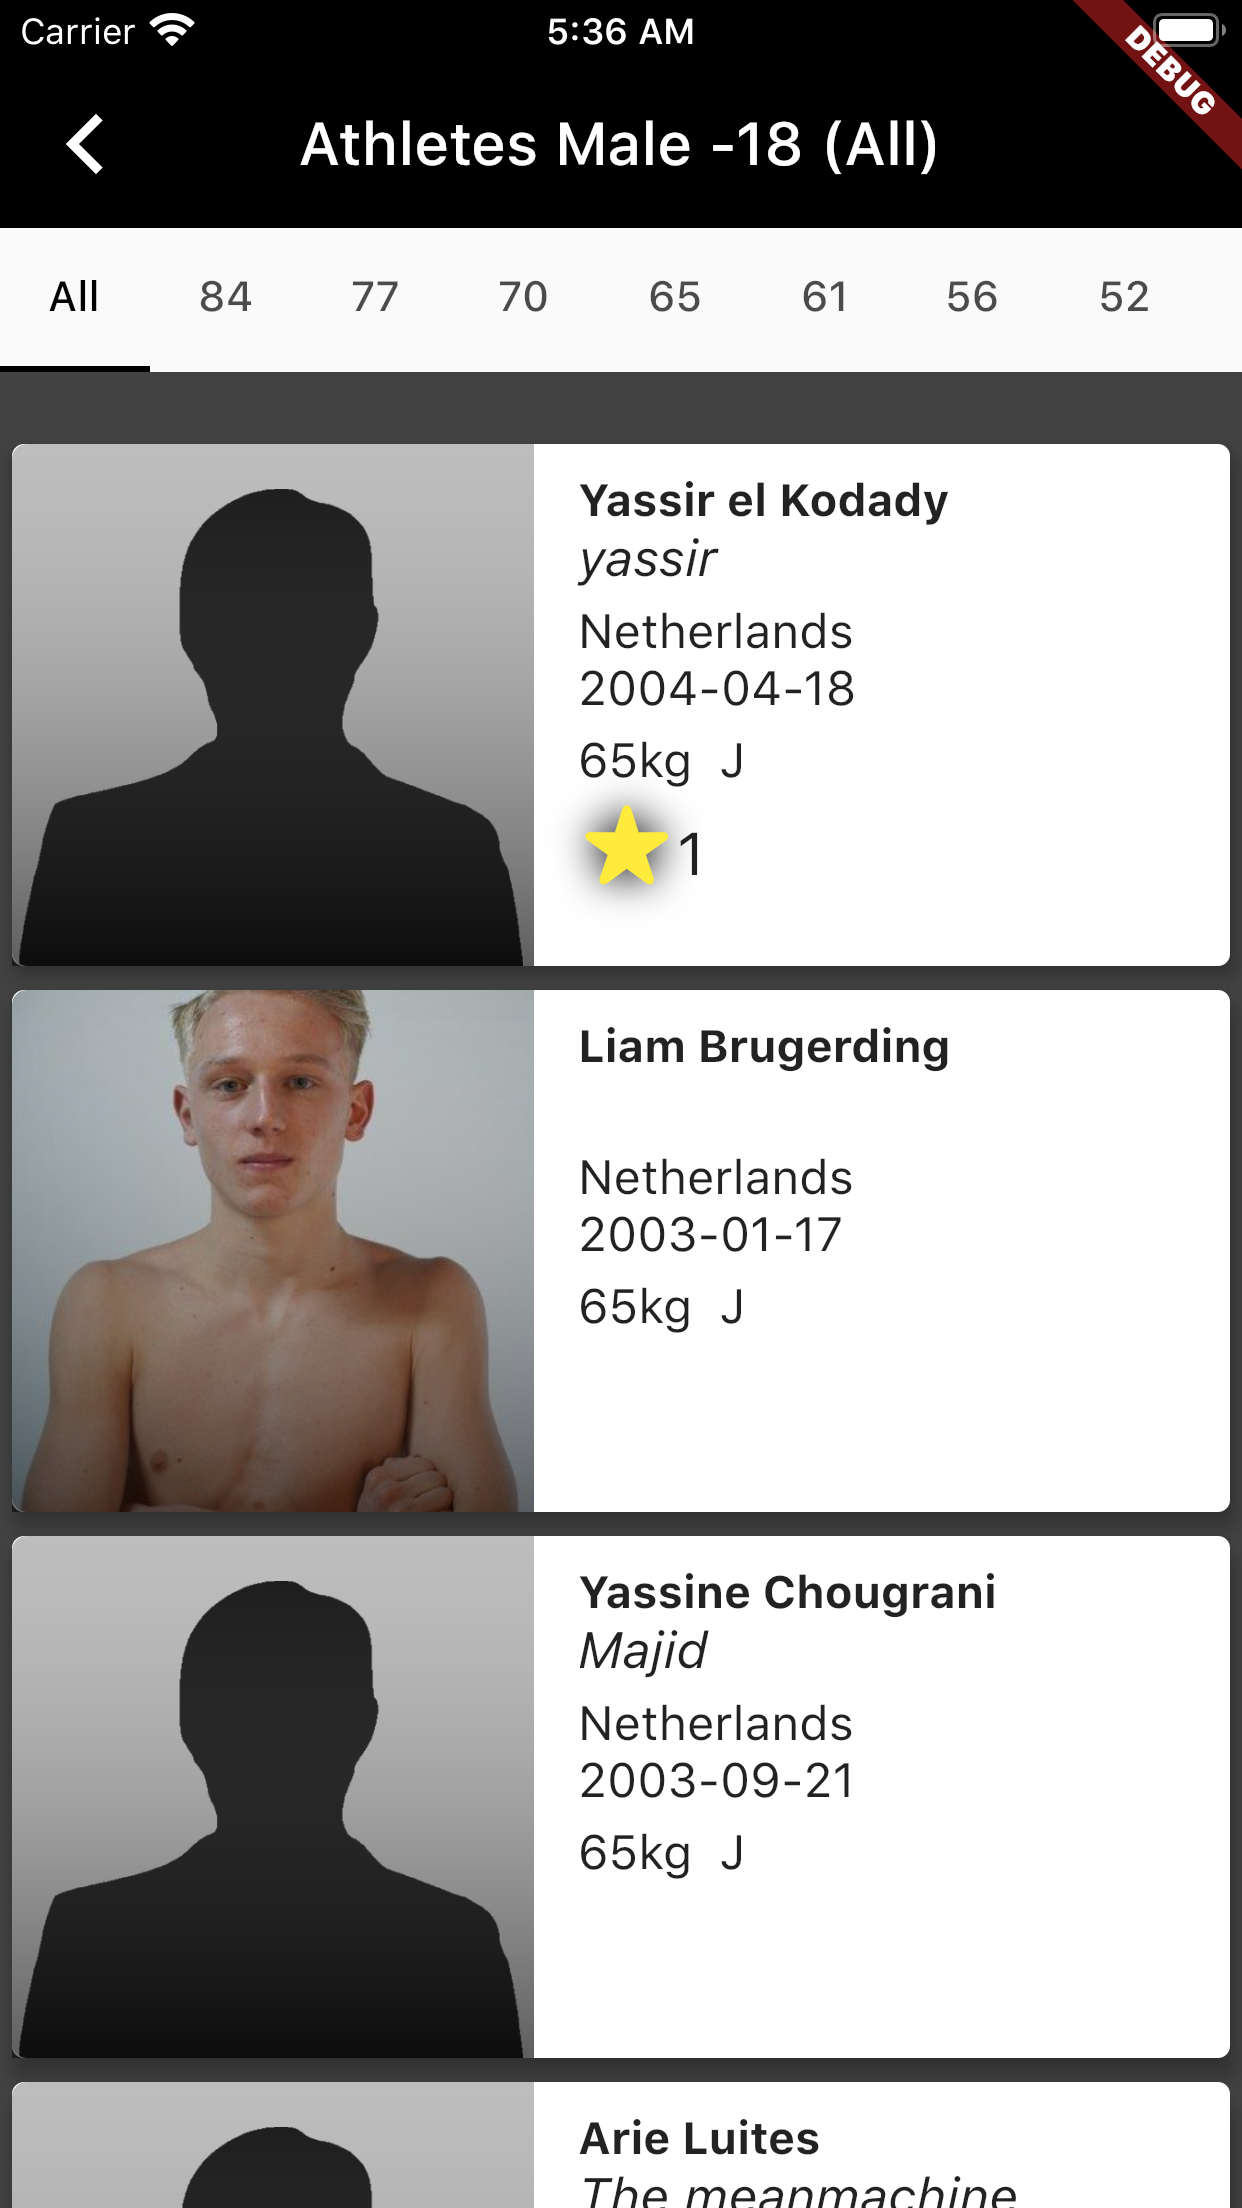 Carrier 5:36 AM
DEBUG
Athletes Male -18 (All)
All 84 77 70 65 61 56 52
Yassir el Kodady
yassir
Netherlands
2004-04-18
65kg J
1
Liam Brugerding
Netherlands
2003-01-17
65kg J
Yassine Chougrani
Majid
Netherlands
2003-09-21
65kg J
Arie Luites
The meanmachine